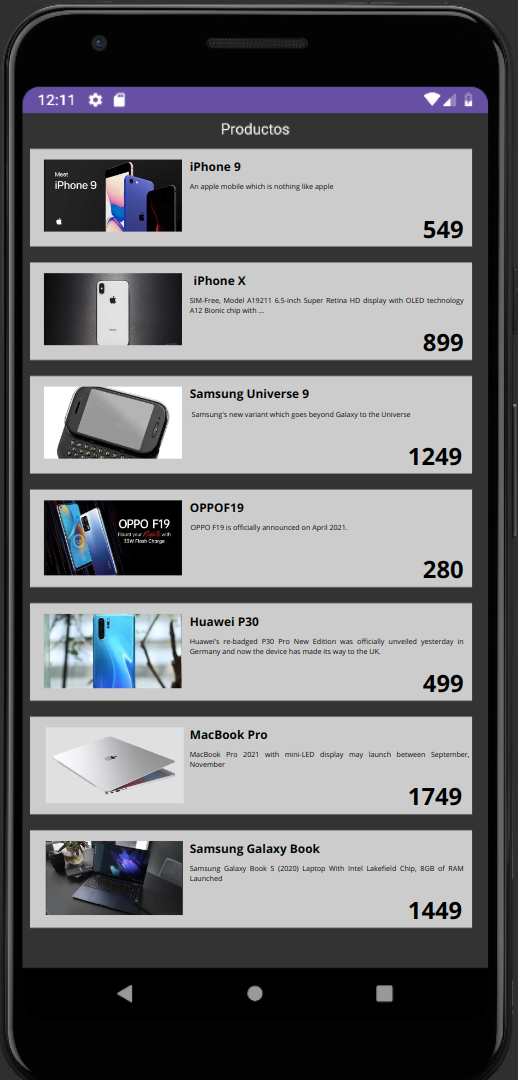 12:11
Productos
Meet
iPhone 9
iPhone 9
An apple mobile which is nothing like apple
549
iPhone X
SIM-Free, Model A19211 6.5-inch Super Retina HD display with OLED technology
A12 Bionic chip with ...
899
Samsung Universe 9
Samsung's new variant which goes beyond Galaxy to the Universe
1249
OPPO F19
with
33W Flash Charge
OPPOF19
OPPO F19 is officially announced on April 2021.
280
Huawei P30
Huawei's re-badged P30 Pro New Edition was officially unveiled yesterday in
Germany and now the device has made its way to the UK.
499
MacBook Pro
MacBook Pro 2021 with mini-LED display may launch between September,
November
1749
Samsung Galaxy Book
Samsung Galaxy Book S (2020) Laptop With Intel Lakefield Chip, 8GB of RAM
Launched
1449